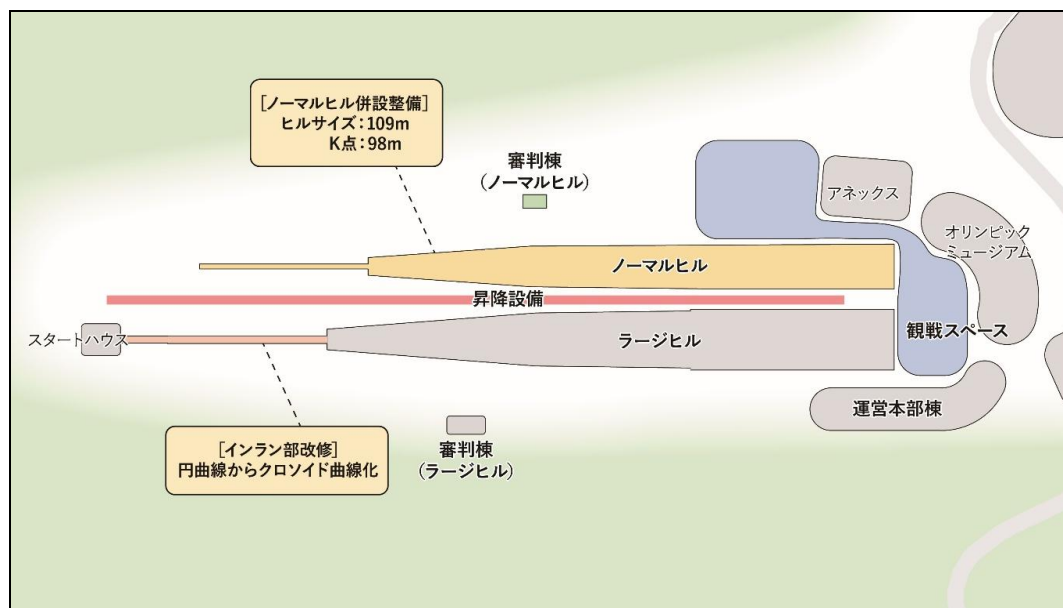 [ノーマルヒル併設整備]
ヒルサイズ：109m
K点：98m
審判棟
(ノーマルヒル)
アネックス
オリンピック
ミュージアム
ノーマルヒル
昇降設備
スタートハウス
ラージヒル
観戦スペース
運営本部棟
[インラン部改修]
円曲線からクロソイド曲線化
審判棟
(ラージヒル)